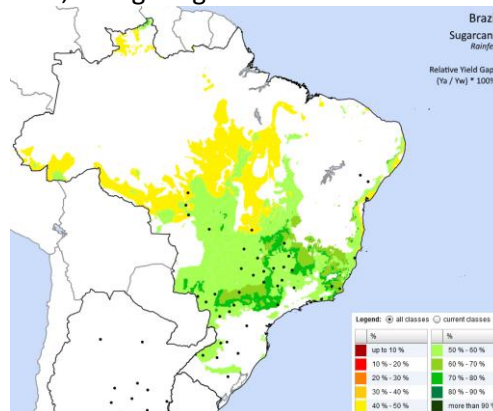 Braz
Sugarcan
Rainfe
Relative Yield Gap
(Ya / Yw) * 100%
Legend: all classes current classes
% %
up to 10 % 50 % - 60 %
10 % - 20 % 60 % - 70 %
20 % - 30 % 70 % - 80 %
30 % - 40 % 80 % - 90 %
40 % - 50 % more than 90 %